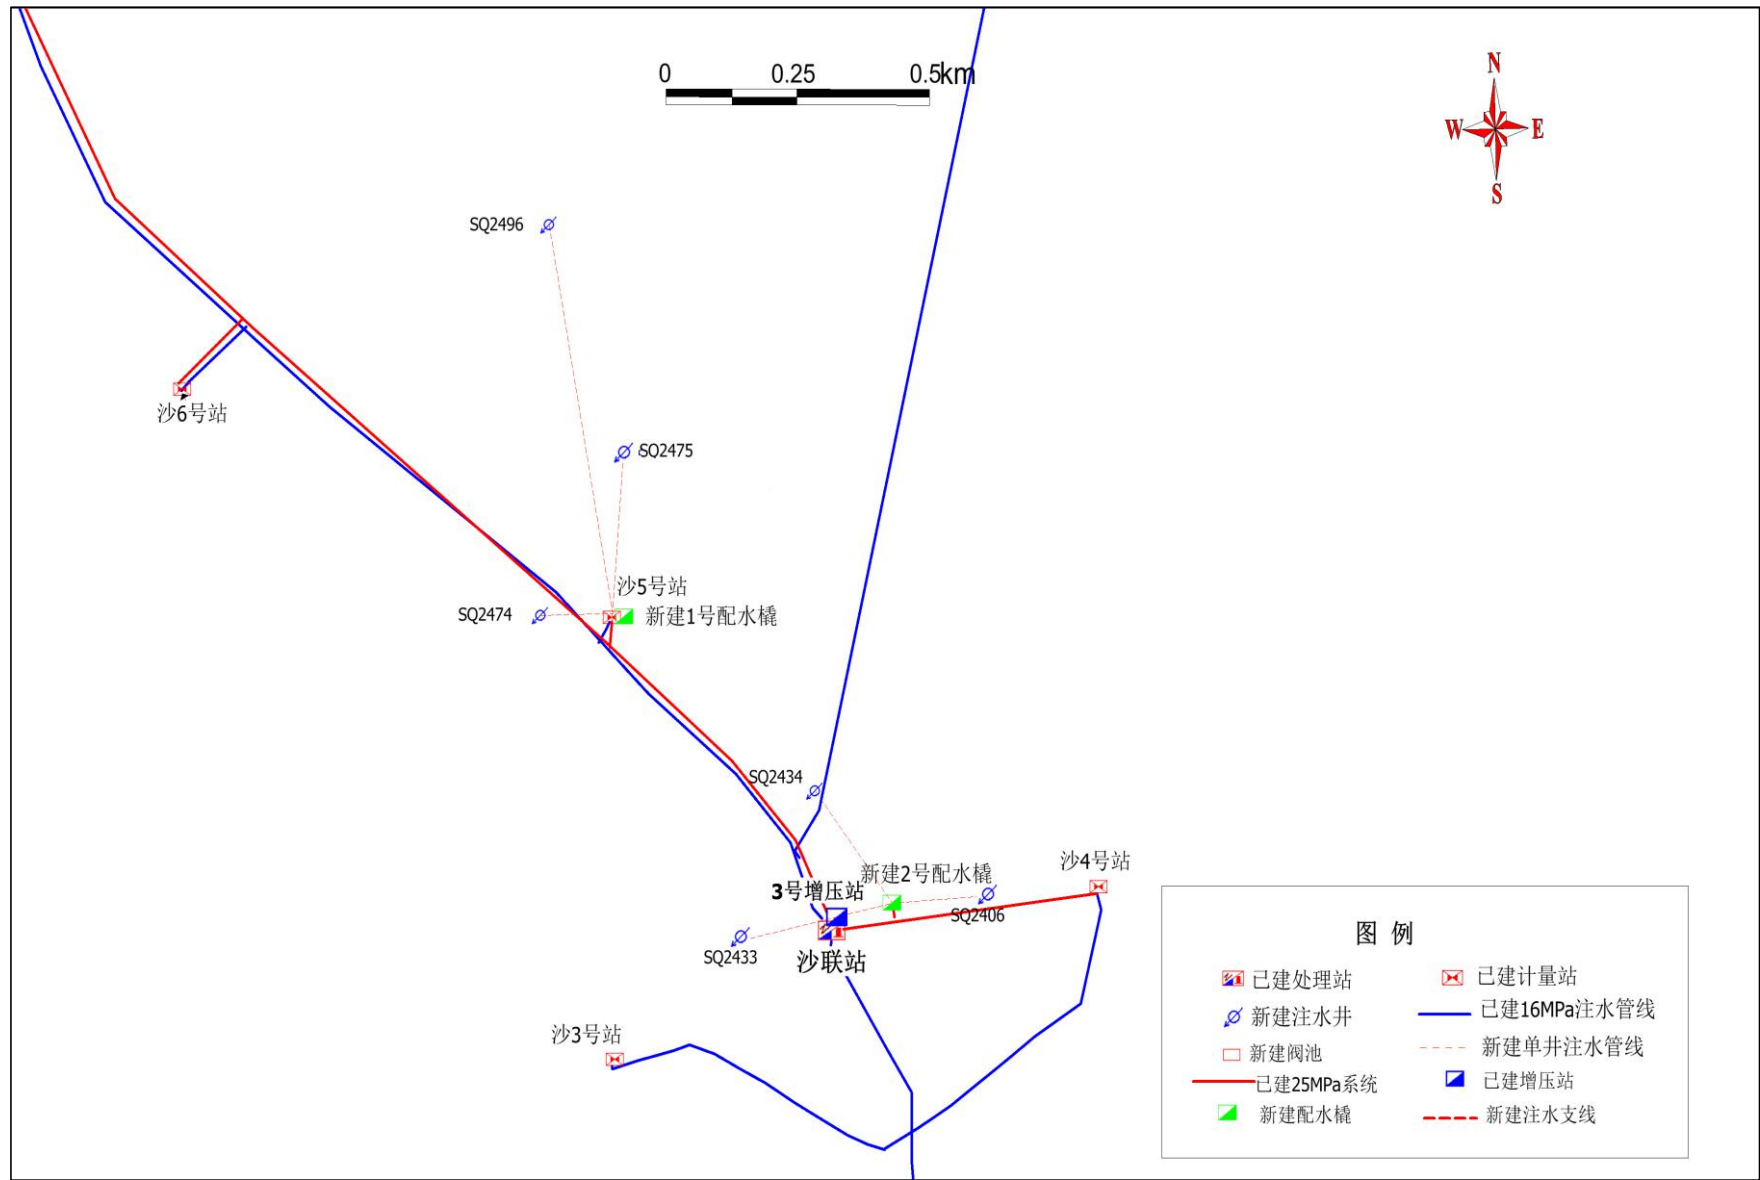 0 0.25 0.5km
N
W E
S
SQ2496
SQ2475
沙6号站
沙5号站
SQ2474
新建1号配水橇
SQ2434
沙4号站
新建2号配水橇
3号增压站
SQ2406
SQ2433
沙联站
沙3号站
图 例
已建处理站
已建计量站
新建注水井
已建16MPa注水管线
新建阀池
新建单井注水管线
已建25MPa系统
已建增压站
新建配水橇
新建注水支线